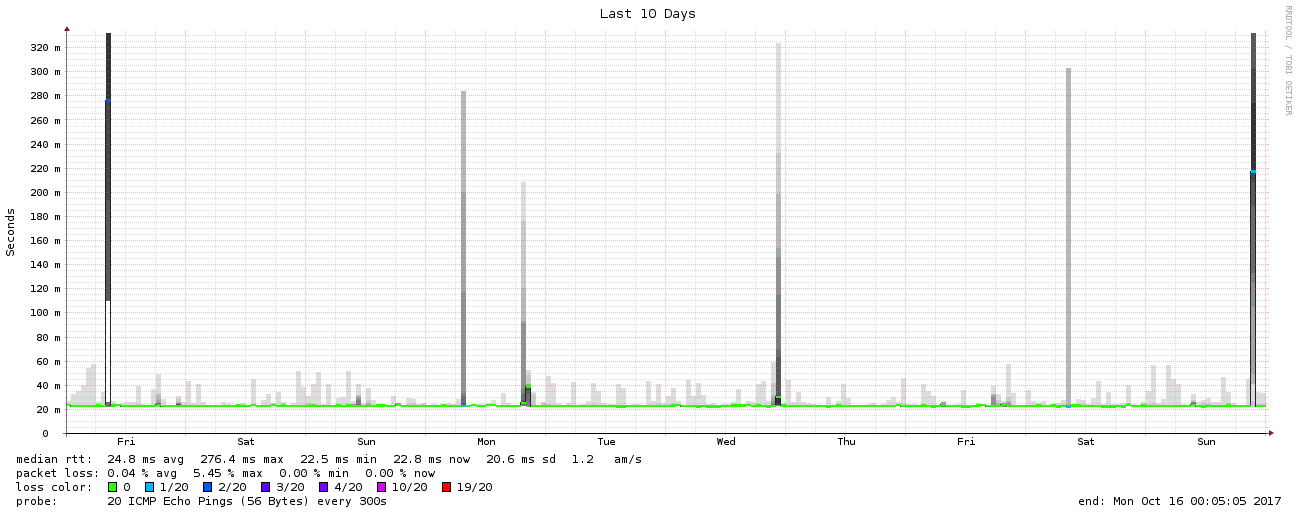 Last 10 Days
RRDTOOL / TOBI OETIKER
Seconds
320 m
300 m
280 m
260 m
240 m
220 m
200 m
180 m
160 m
140 m
120 m
100 m
80 m
60 m
40 m
20 m
0
Fri Sat Sun Mon Tue Wed Thu Fri Sat Sun
median rtt: 24.8 ms avg 276.4 ms max 22.5 ms min 22.8 ms now 20.6 ms sd 1.2 am/s
packet loss: 0.04 % avg 5.45 % max 0.00 % min 0.00 % now
loss color: 0 1/20 2/20 3/20 4/20 10/20 19/20
probe: 20 ICMP Echo Pings (56 Bytes) every 300s end: Mon Oct 16 00:05:05 2017